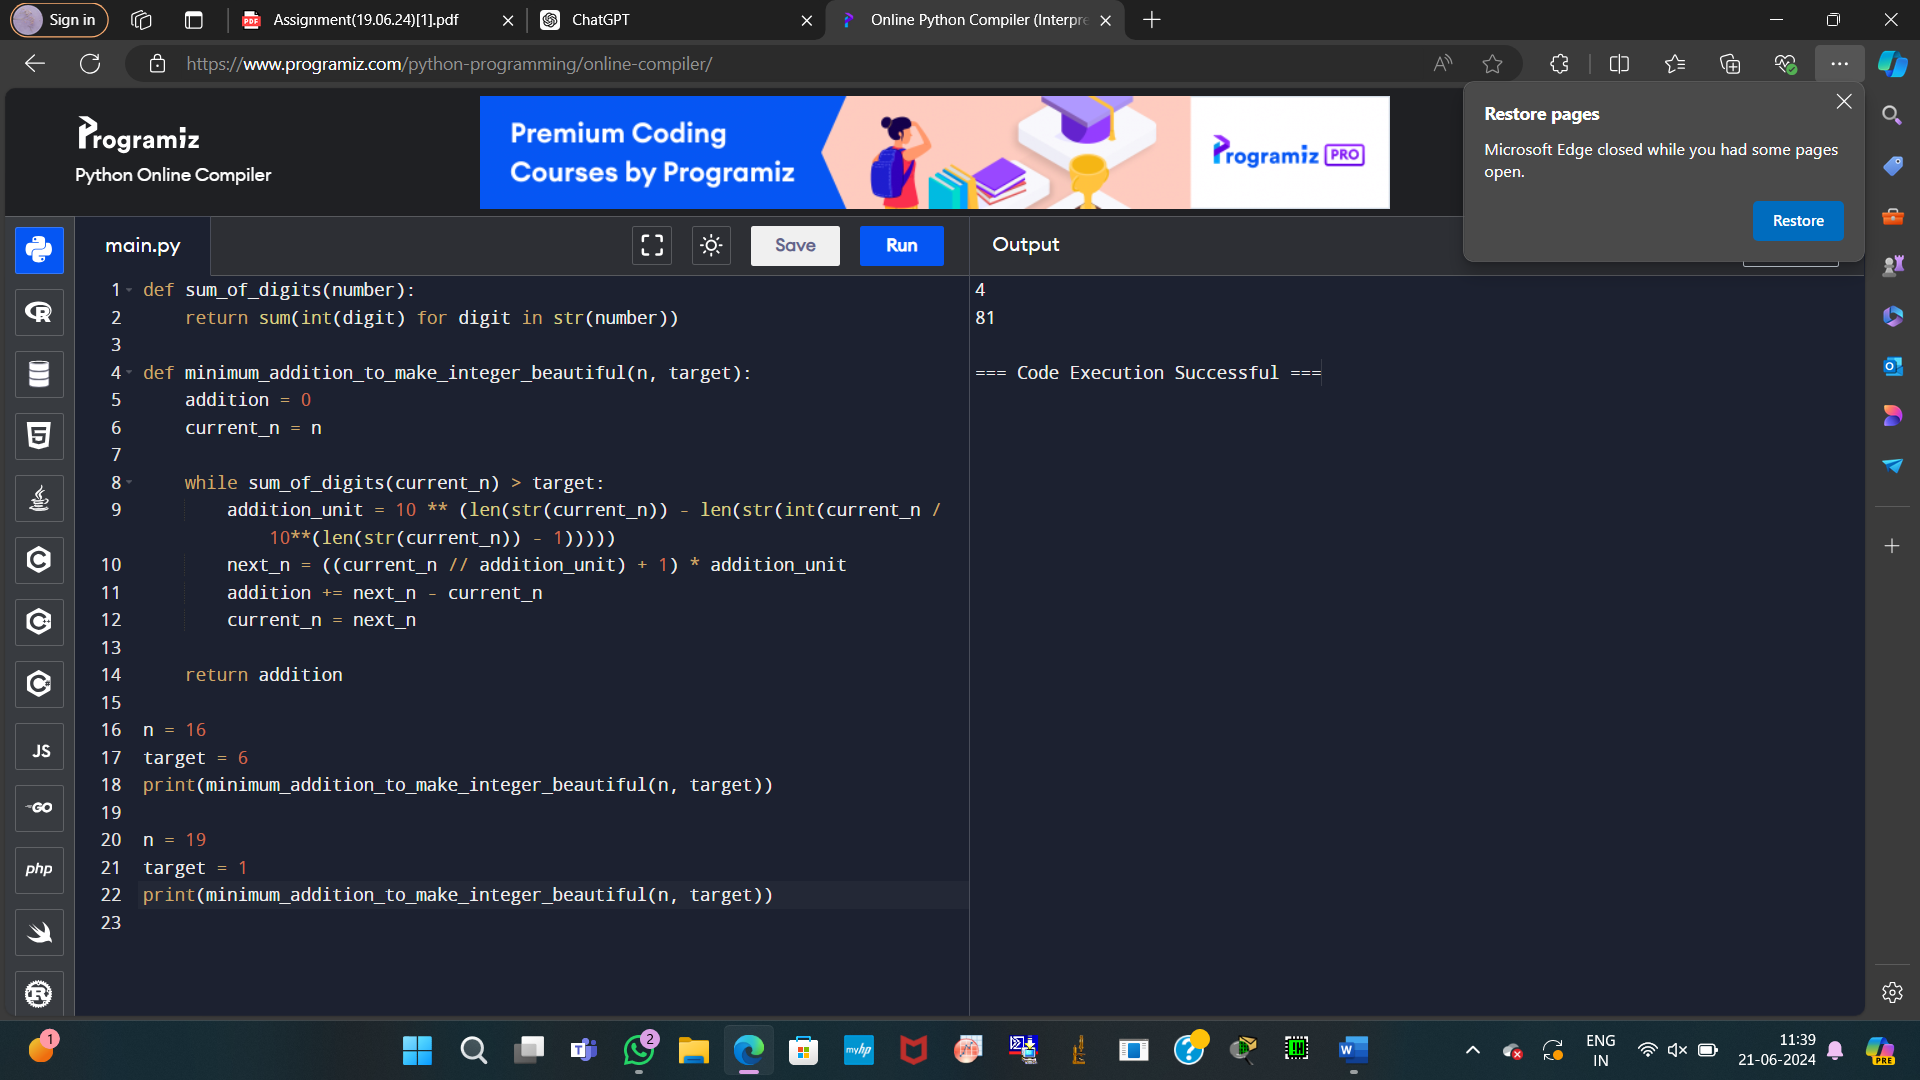 Sign in
Assignment(19.06.24)[1].pdf
ChatGPT
Online Python Compiler (Interpre
https://www.programiz.com/python-programming/online-compiler/
Programiz
Python Online Compiler
Premium Coding
Courses by Programiz
Programiz PRO
Restore pages
Microsoft Edge closed while you had some pages
open.
Restore
main.py
Save
Run
Output
1 def sum_of_digits(number):
2     return sum(int(digit) for digit in str(number))
3
4 def minimum_addition_to_make_integer_beautiful(n, target):
5     addition = 0
6     current_n = n
7
8     while sum_of_digits(current_n) > target:
9         addition_unit = 10 ** (len(str(current_n)) - len(str(int(current_n /
            10**(len(str(current_n)) - 1)))))
10         next_n = ((current_n // addition_unit) + 1) * addition_unit
11         addition += next_n - current_n
12         current_n = next_n
13
14     return addition
15
16 n = 16
17 target = 6
18 print(minimum_addition_to_make_integer_beautiful(n, target))
19
20 n = 19
21 target = 1
22 print(minimum_addition_to_make_integer_beautiful(n, target))
23
4
81
=== Code Execution Successful ===
JS
GO
php
1
2
myhp
ENG
IN
11:39
21-06-2024
PRE